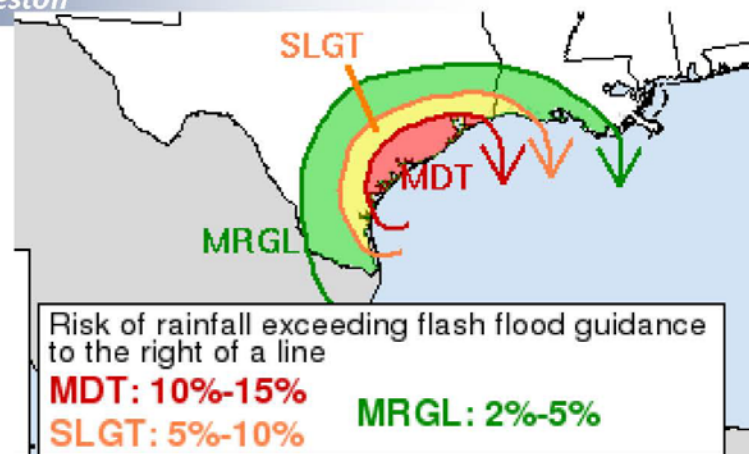 SLGT
MDT
MRGL
Risk of rainfall exceeding flash flood guidance
to the right of a line
MDT: 10%-15%
SLGT: 5%-10%
MRGL: 2%-5%